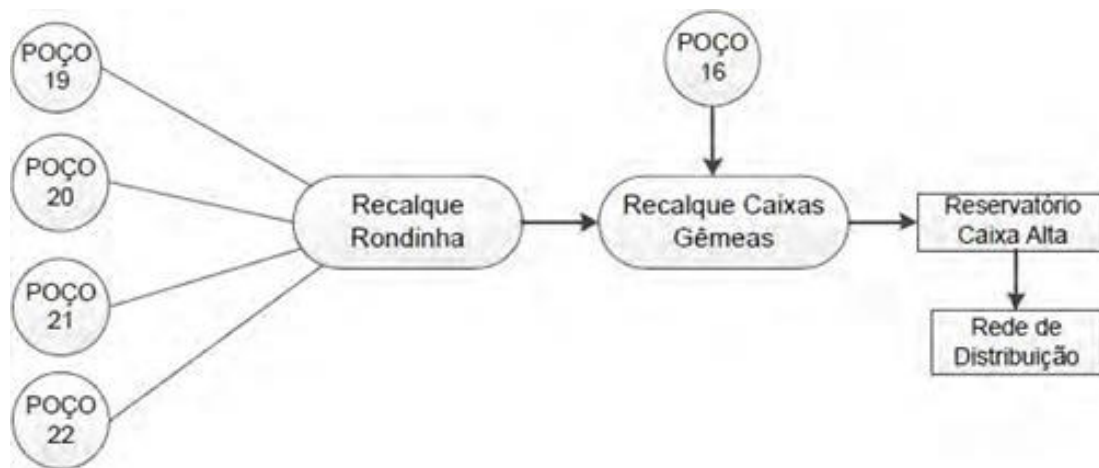 POÇO
19
POÇO
20
POÇO
21
POÇO
22
Recalque
Rondinha
POÇO
16
Recalque Caixas
Gêmeas
Reservatório
Caixa Alta
Rede de
Distribuição